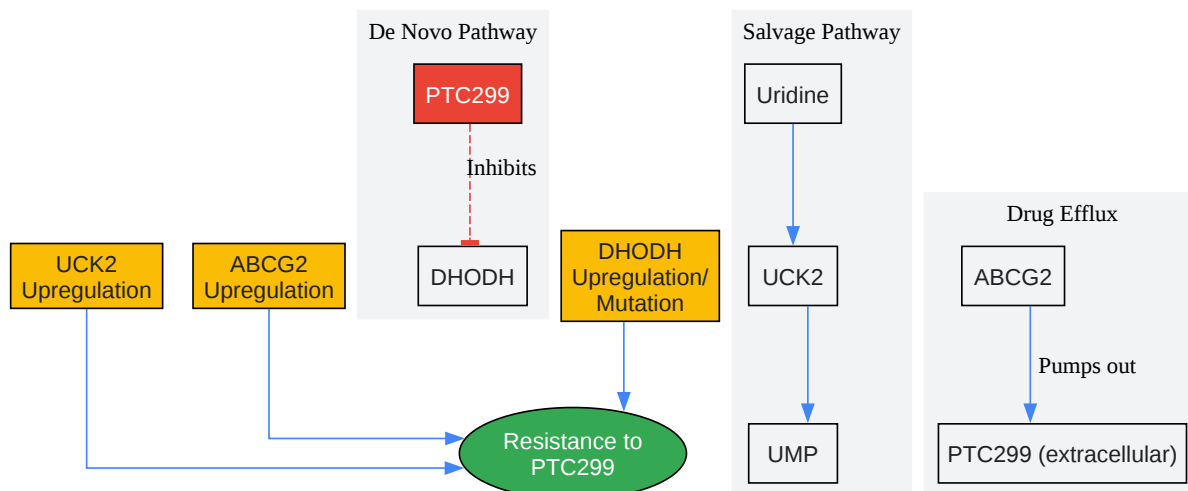 De Novo Pathway
PTC299
Inhibits
DHODH
Salvage Pathway
Uridine
UCK2
UMP
Drug Efflux
ABCG2
Pumps out
PTC299 (extracellular)
UCK2
Upregulation
ABCG2
Upregulation
DHODH
Upregulation/
Mutation
Resistance to
PTC299